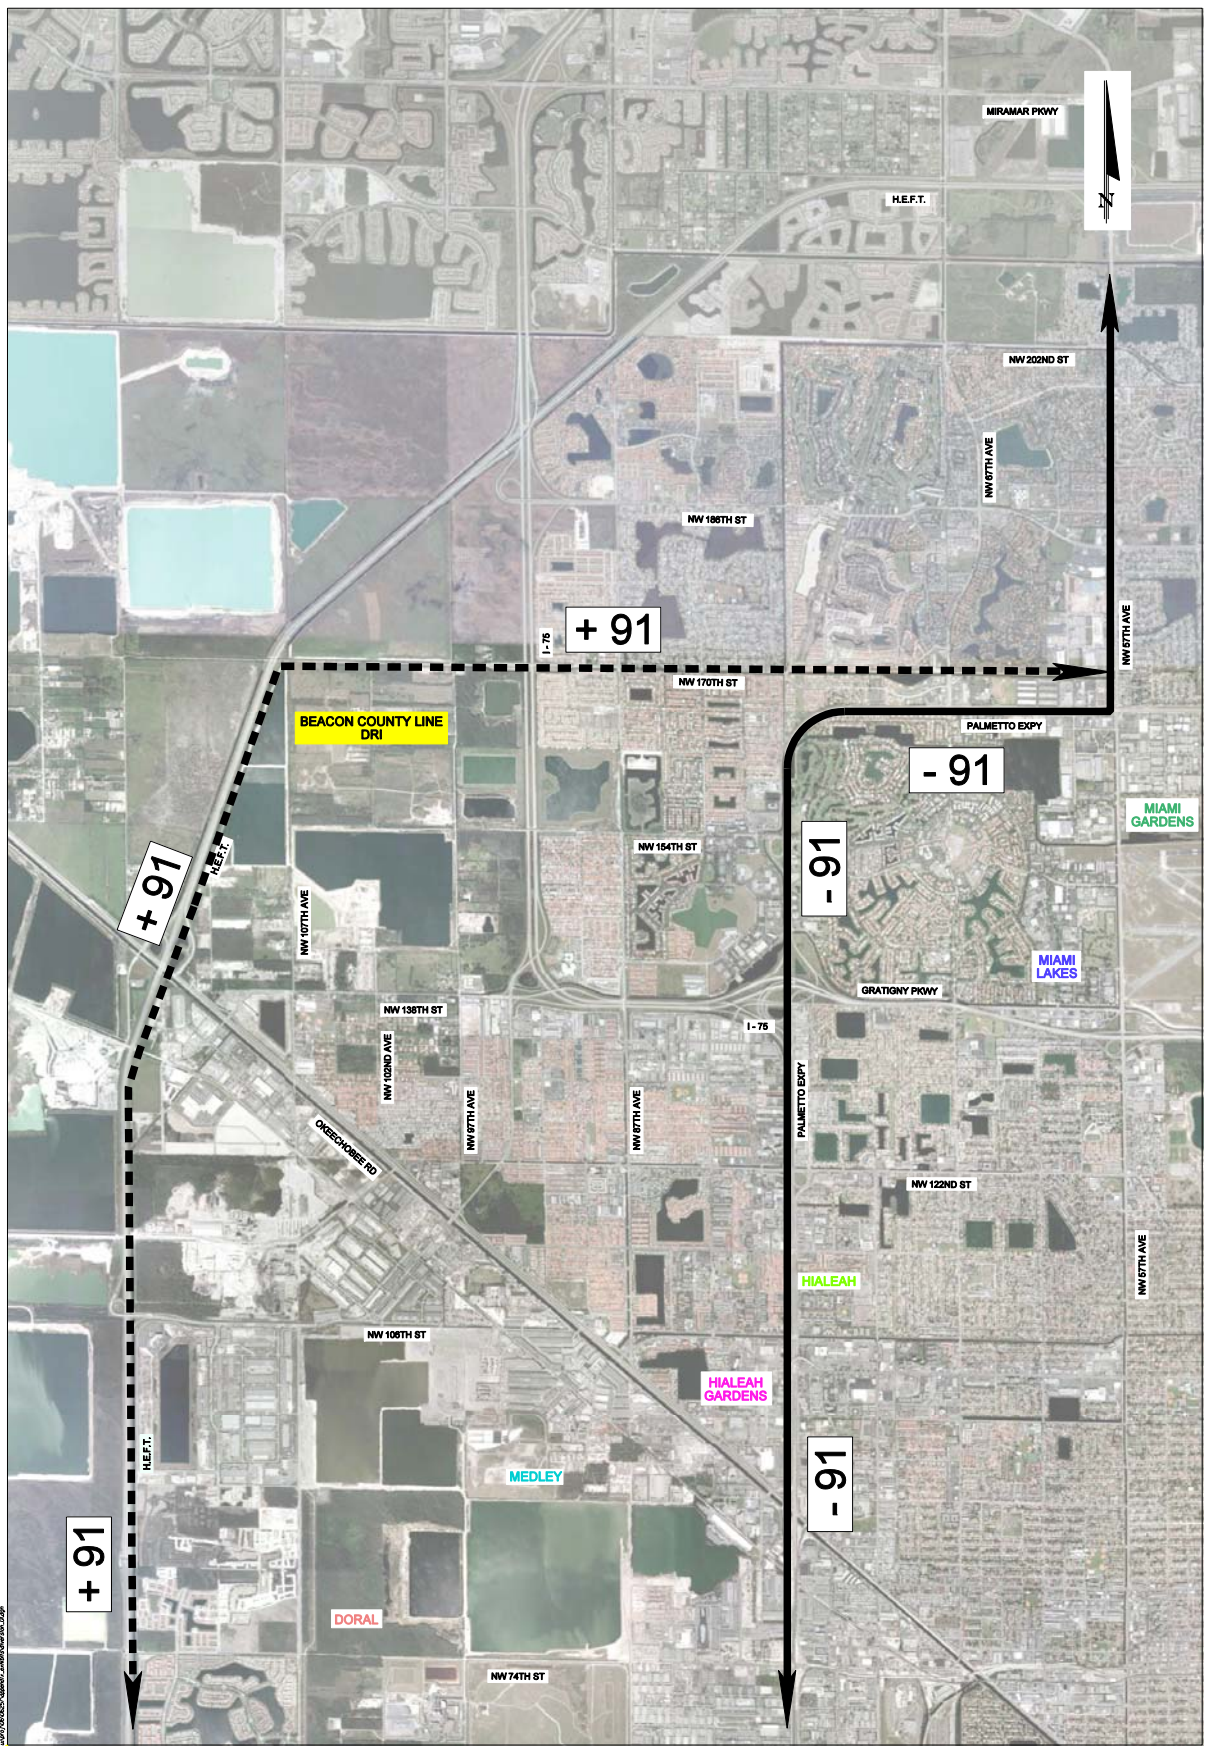 MIRAMAR PKWY
N
H.E.F.T.
NW 202ND ST
NW 67TH AVE
NW 186TH ST
+ 91
I - 75
NW 57TH AVE
NW 170TH ST
BEACON COUNTY LINE
DRI
PALMETTO EXPY
- 91
MIAMI
GARDENS
- 91
NW 154TH ST
H.E.F.T.
+ 91
NW 107TH AVE
MIAMI
LAKES
GRATIGNY PKWY
NW 138TH ST
I - 75
NW 102ND AVE
NW 97TH AVE
NW 87TH AVE
PALMETTO EXPY
OKEECHOBEE RD
NW 122ND ST
NW 57TH AVE
HIALEAH
NW 106TH ST
HIALEAH
GARDENS
H.E.F.T.
MEDLEY
- 91
+ 91
DORAL
NW 74TH ST